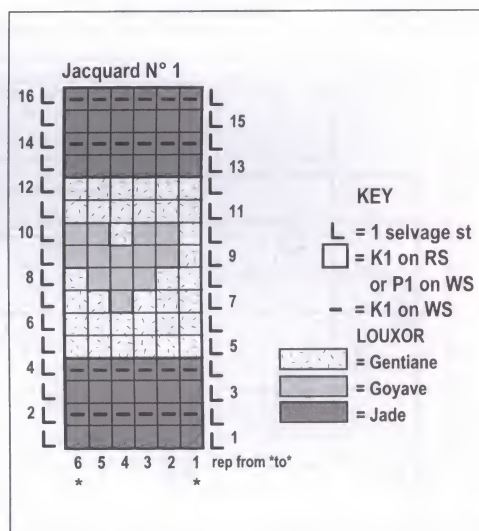 Jacquard N° 1
16 L L
L L 15
14 L L
L L 13
12 L L
L L 11
10 L L
L L 9
8 L L
L L 7
6 L L
L L 5
4 L L
L L 3
2 L L
L L 1
6 5 4 3 2 1 rep from *to*
* *
KEY
L = 1 selvage st
= K1 on RS
or P1 on WS
– = K1 on WS
LOUXOR
= Gentiane
= Goyave
= Jade